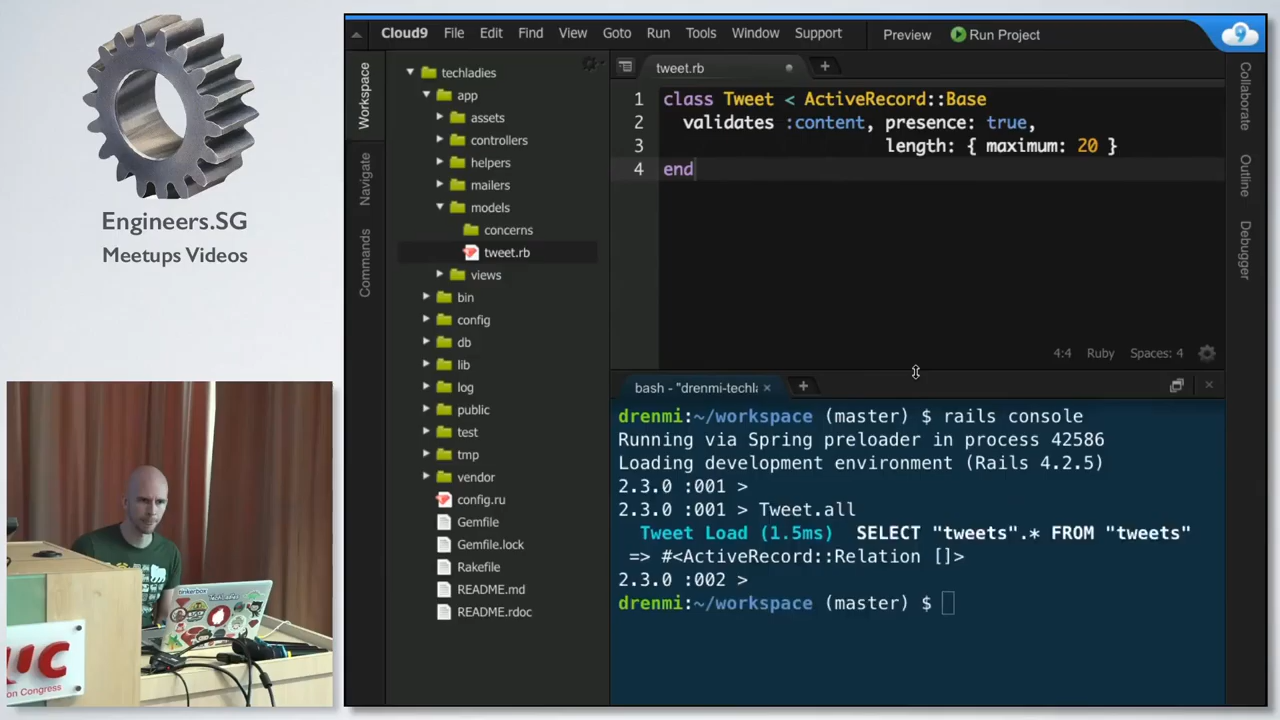 Engineers.SG
Meetups Videos
Cloud9 File Edit Find View Goto Run Tools Window Support Preview Run Project
Workspace
Navigate
Commands
techladies
app
assets
controllers
helpers
mailers
models
concerns
tweet.rb
views
bin
config
db
lib
log
public
test
tmp
vendor
config.ru
Gemfile
Gemfile.lock
Rakefile
README.md
README.rdoc
tweet.rb
1 class Tweet < ActiveRecord::Base
2 validates :content, presence: true,
3 length: { maximum: 20 }
4 end
4:4 Ruby Spaces: 4
bash - "drenmi-techla
drenmi:~/workspace (master) $ rails console
Running via Spring preloader in process 42586
Loading development environment (Rails 4.2.5)
2.3.0 :001 >
2.3.0 :001 > Tweet.all
Tweet Load (1.5ms) SELECT "tweets".* FROM "tweets"
=> #<ActiveRecord::Relation []>
2.3.0 :002 >
drenmi:~/workspace (master) $
Collaborate
Outline
Debugger
tinkerbox
on Congress